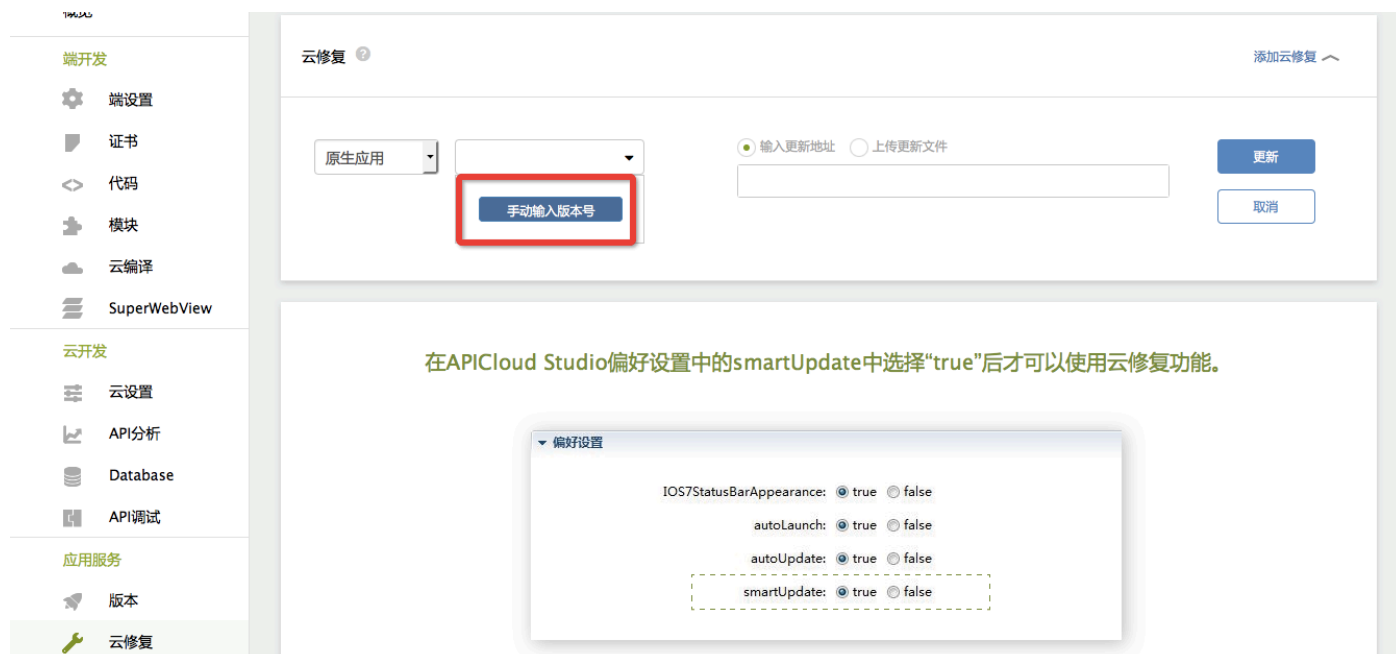 概览
端开发
端设置
证书
代码
模块
云编译
SuperWebView
云开发
云设置
API分析
Database
API调试
应用服务
版本
云修复
云修复 ?
添加云修复
原生应用
手动输入版本号
输入更新地址 上传更新文件
更新
取消
在APICloud Studio偏好设置中的smartUpdate中选择“true”后才可以使用云修复功能。
偏好设置
IOS7StatusBarAppearance: true false
autoLaunch: true false
autoUpdate: true false
smartUpdate: true false